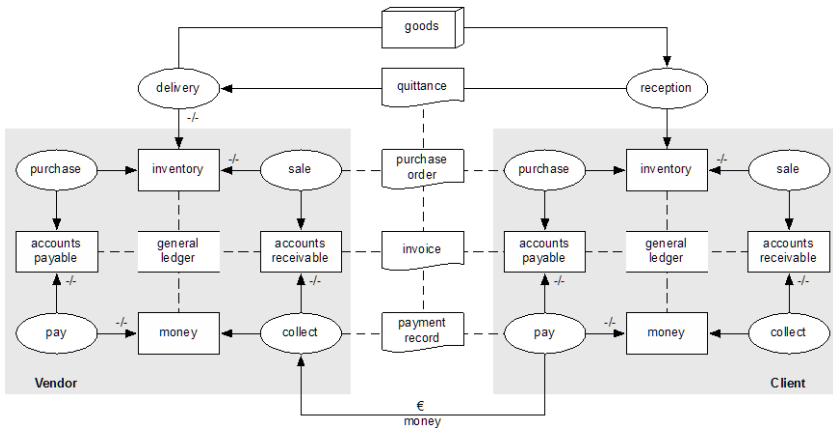 goods
delivery
quittance
reception
-/-
purchase
inventory
-/-
sale
purchase
order
purchase
inventory
-/-
sale
accounts
payable
general
ledger
accounts
receivable
invoice
accounts
payable
general
ledger
accounts
receivable
-/-
-/-
-/-
-/-
pay
-/-
money
collect
payment
record
pay
-/-
money
collect
Vendor
Client
€
money